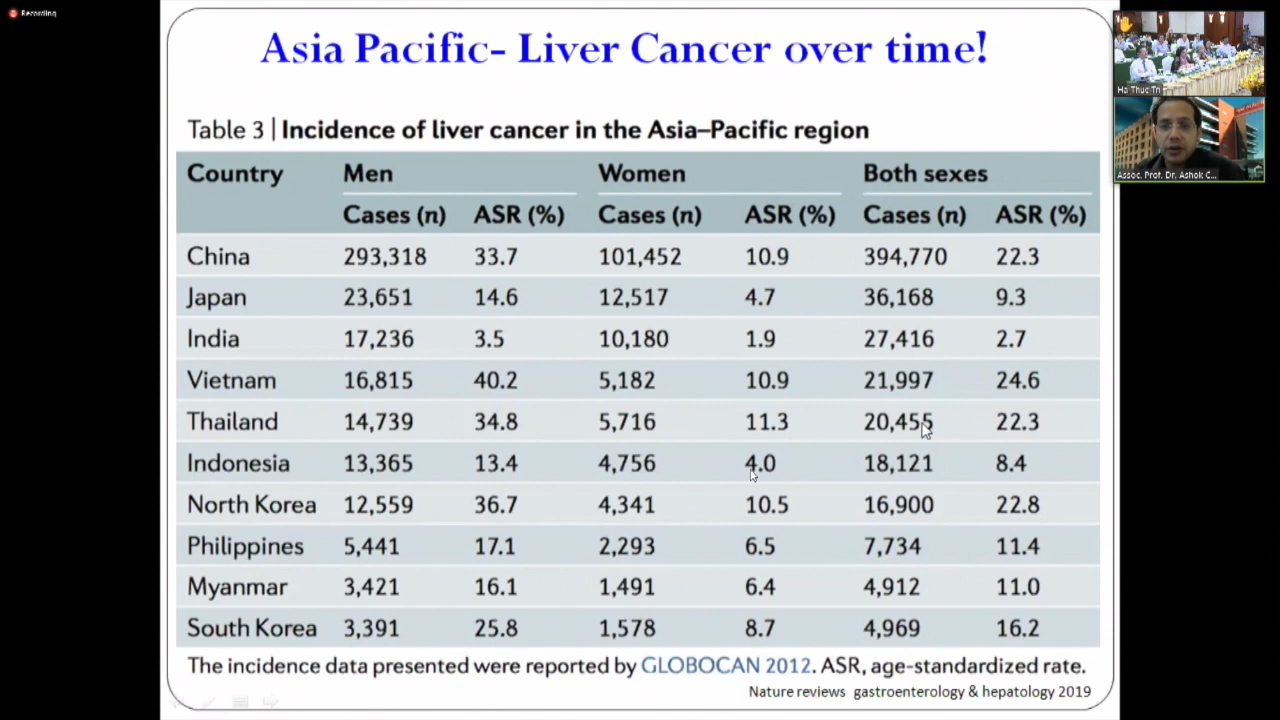 Recording
Asia Pacific- Liver Cancer over time!
Table 3 | Incidence of liver cancer in the Asia–Pacific region
Country Men Women Both sexes
Cases (n) ASR (%) Cases (n) ASR (%) Cases (n) ASR (%)
China 293,318 33.7 101,452 10.9 394,770 22.3
Japan 23,651 14.6 12,517 4.7 36,168 9.3
India 17,236 3.5 10,180 1.9 27,416 2.7
Vietnam 16,815 40.2 5,182 10.9 21,997 24.6
Thailand 14,739 34.8 5,716 11.3 20,455 22.3
Indonesia 13,365 13.4 4,756 4.0 18,121 8.4
North Korea 12,559 36.7 4,341 10.5 16,900 22.8
Philippines 5,441 17.1 2,293 6.5 7,734 11.4
Myanmar 3,421 16.1 1,491 6.4 4,912 11.0
South Korea 3,391 25.8 1,578 8.7 4,969 16.2
The incidence data presented were reported by GLOBOCAN 2012. ASR, age-standardized rate.
Nature reviews gastroenterology & hepatology 2019
Ha Thuc Tri
Assoc. Prof. Dr. Ashok C...